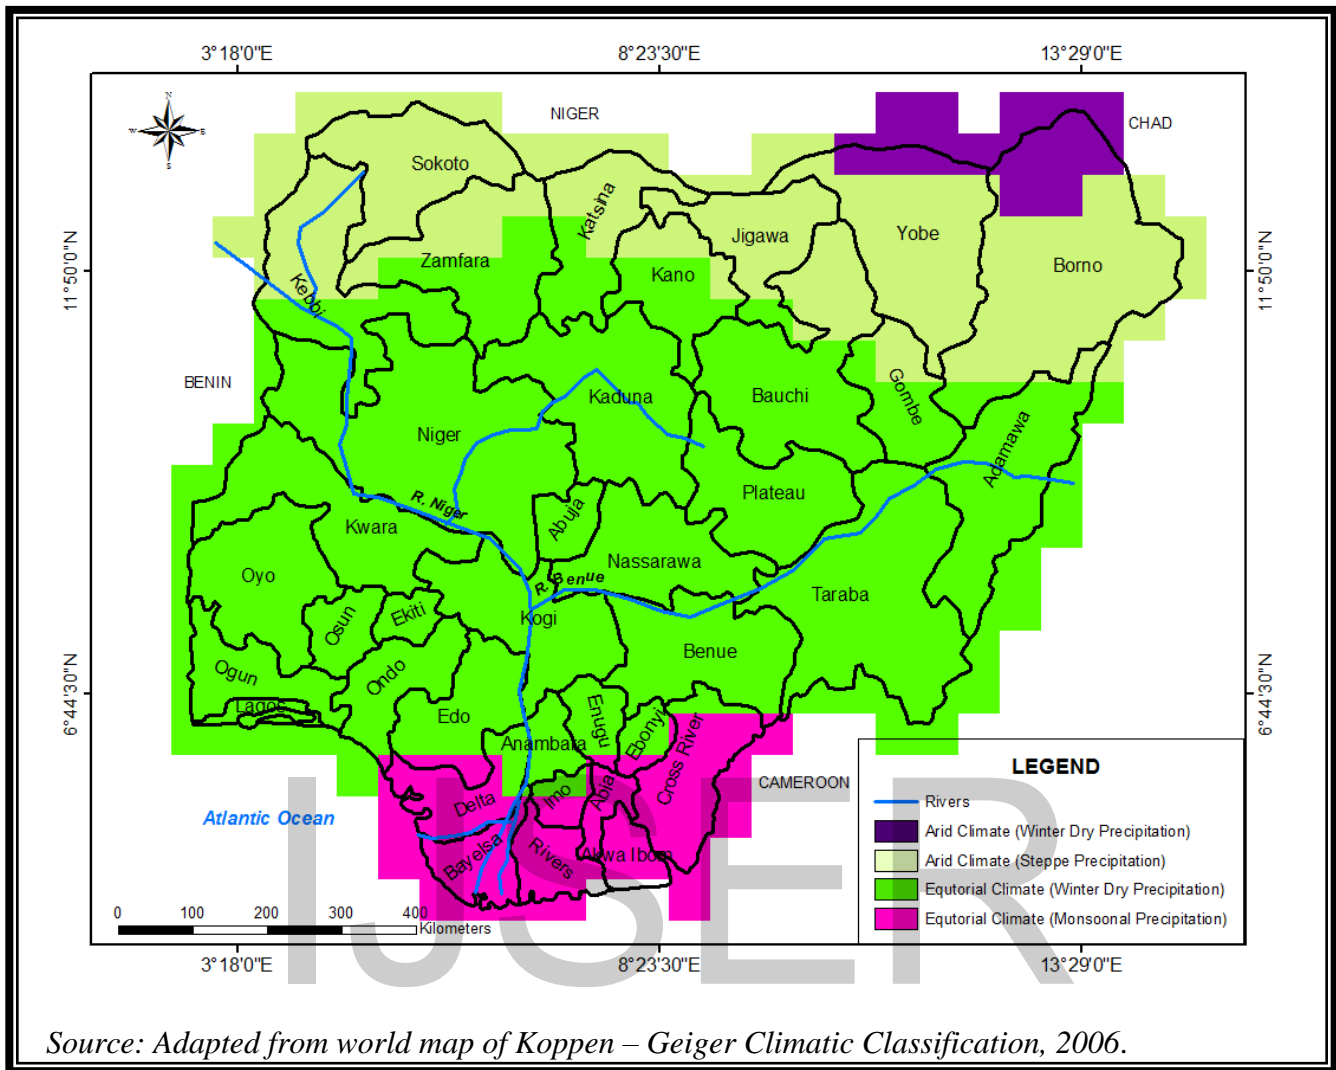 3°18'0"E 8°23'30"E 13°29'0"E
N
W E
S
NIGER
CHAD
Sokoto
Katsina
Jigawa
Yobe
Borno
Zamfara
Kano
Kebbi
11°50'0"N
11°50'0"N
BENIN
Kaduna
Bauchi
Gombe
Niger
Adamawa
Plateau
R. Niger
Abuja
Kwara
Nassarawa
Oyo
R. Benue
Taraba
Osun
Ekiti
Kogi
Benue
Ogun
Ondo
Lagos
Edo
Enugu
Ebonyi
Cross River
Anambara
6°44'30"N
6°44'30"N
CAMEROON
Delta
Imo
Abia
Atlantic Ocean
Bayelsa
Rivers
Akwa Ibom
LEGEND
Rivers
Arid Climate (Winter Dry Precipitation)
Arid Climate (Steppe Precipitation)
Equtorial Climate (Winter Dry Precipitation)
Equtorial Climate (Monsoonal Precipitation)
0 100 200 300 400
Kilometers
3°18'0"E 8°23'30"E 13°29'0"E
IJSER
Source: Adapted from world map of Koppen – Geiger Climatic Classification, 2006.